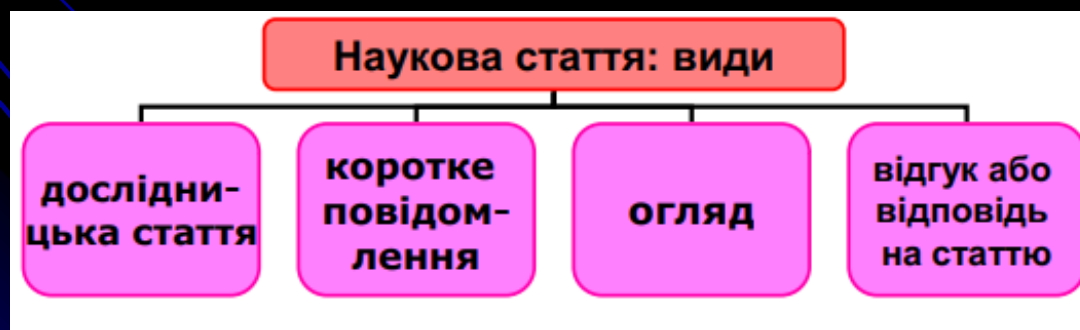 Наукова стаття: види
дослідни-
цька стаття
коротке
повідом-
лення
огляд
відгук або
відповідь
на статтю